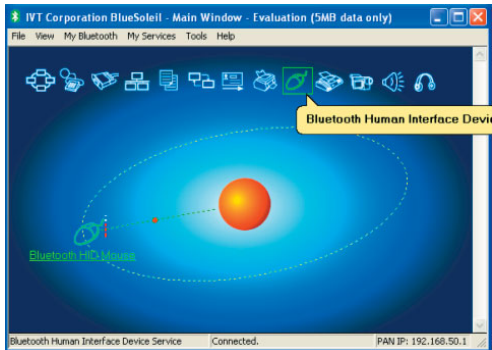 IVT Corporation BlueSoleil - Main Window - Evaluation (5MB data only)
File View My Bluetooth My Services Tools Help
Bluetooth Human Interface Devic
Bluetooth HID-Mouse
Bluetooth Human Interface Device Service Connected. PAN IP: 192.168.50.1